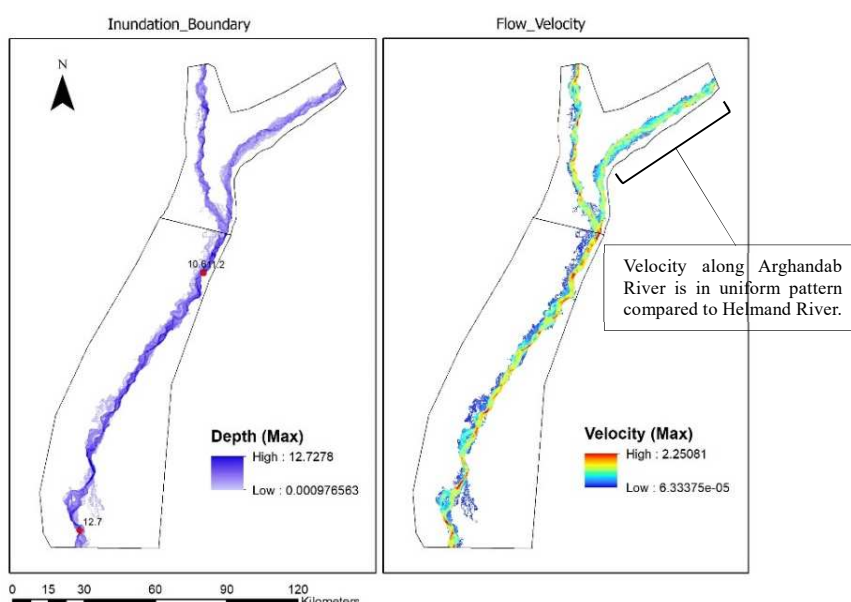 Inundation_Boundary
Flow_Velocity
N
10.611.2
Velocity along Arghandab
River is in uniform pattern
compared to Helmand River.
Depth (Max)
High : 12.7278
Low : 0.000976563
Velocity (Max)
High : 2.25081
Low : 6.33375e-05
12.7
0 15 30 60 90 120
Kilometers